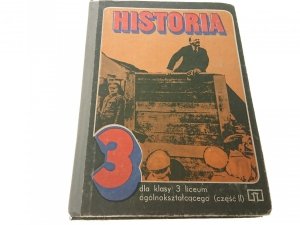 HISTORIA
3
dla klasy 3 liceum
ogólnokształcącego (część II)